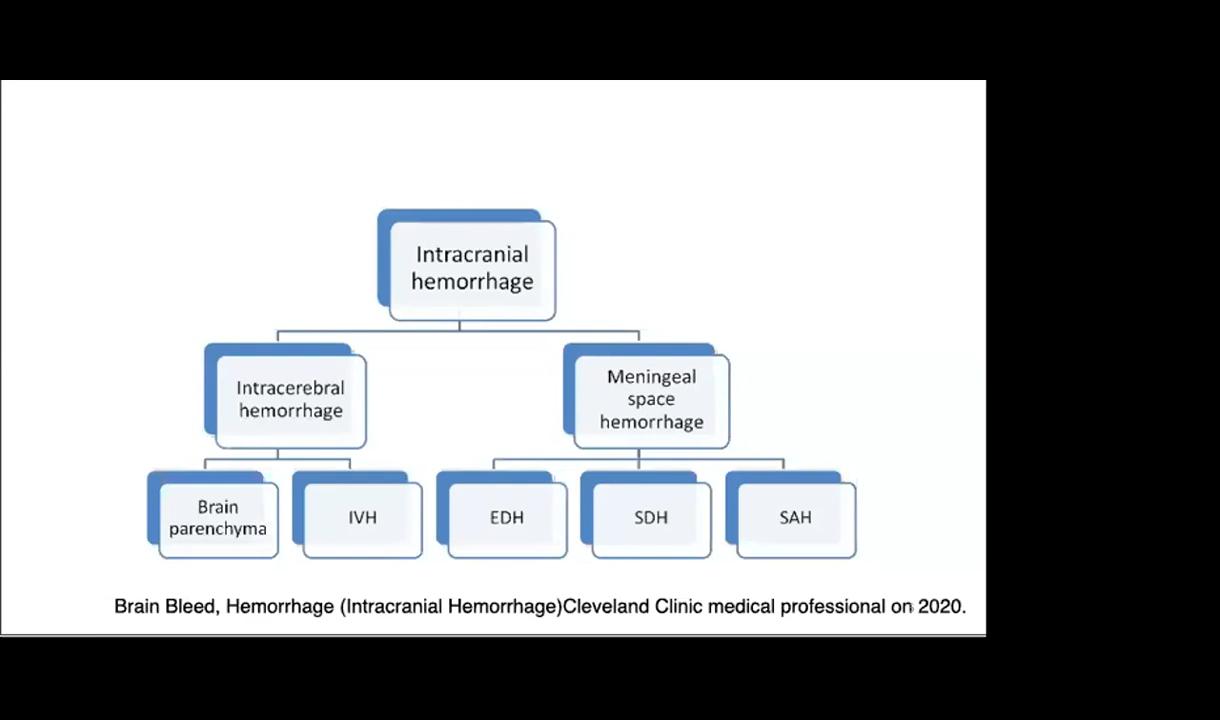 Intracranial
hemorrhage
Intracerebral
hemorrhage
Meningeal
space
hemorrhage
Brain
parenchyma
IVH
EDH
SDH
SAH
Brain Bleed, Hemorrhage (Intracranial Hemorrhage)Cleveland Clinic medical professional on 2020.